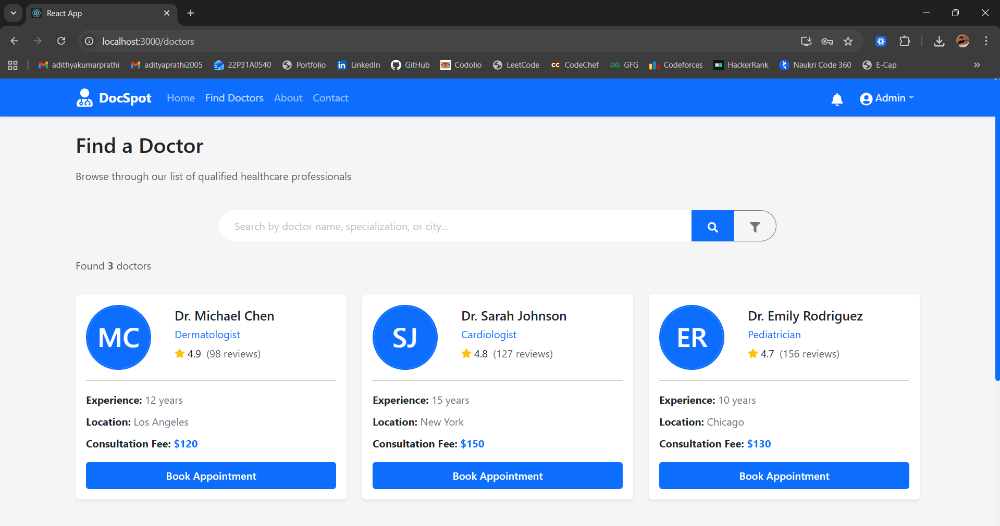 React App
localhost:3000/doctors
adithyakumarprathi adityaprathi2005 22P31A0540 Portfolio LinkedIn GitHub Codolio LeetCode CodeChef GFG Codeforces HackerRank Naukri Code 360 E-Cap
DocSpot Home Find Doctors About Contact Admin
Find a Doctor
Browse through our list of qualified healthcare professionals
Search by doctor name, specialization, or city...
Found 3 doctors
MC
Dr. Michael Chen
Dermatologist
4.9 (98 reviews)
Experience: 12 years
Location: Los Angeles
Consultation Fee: $120
Book Appointment
SJ
Dr. Sarah Johnson
Cardiologist
4.8 (127 reviews)
Experience: 15 years
Location: New York
Consultation Fee: $150
Book Appointment
ER
Dr. Emily Rodriguez
Pediatrician
4.7 (156 reviews)
Experience: 10 years
Location: Chicago
Consultation Fee: $130
Book Appointment